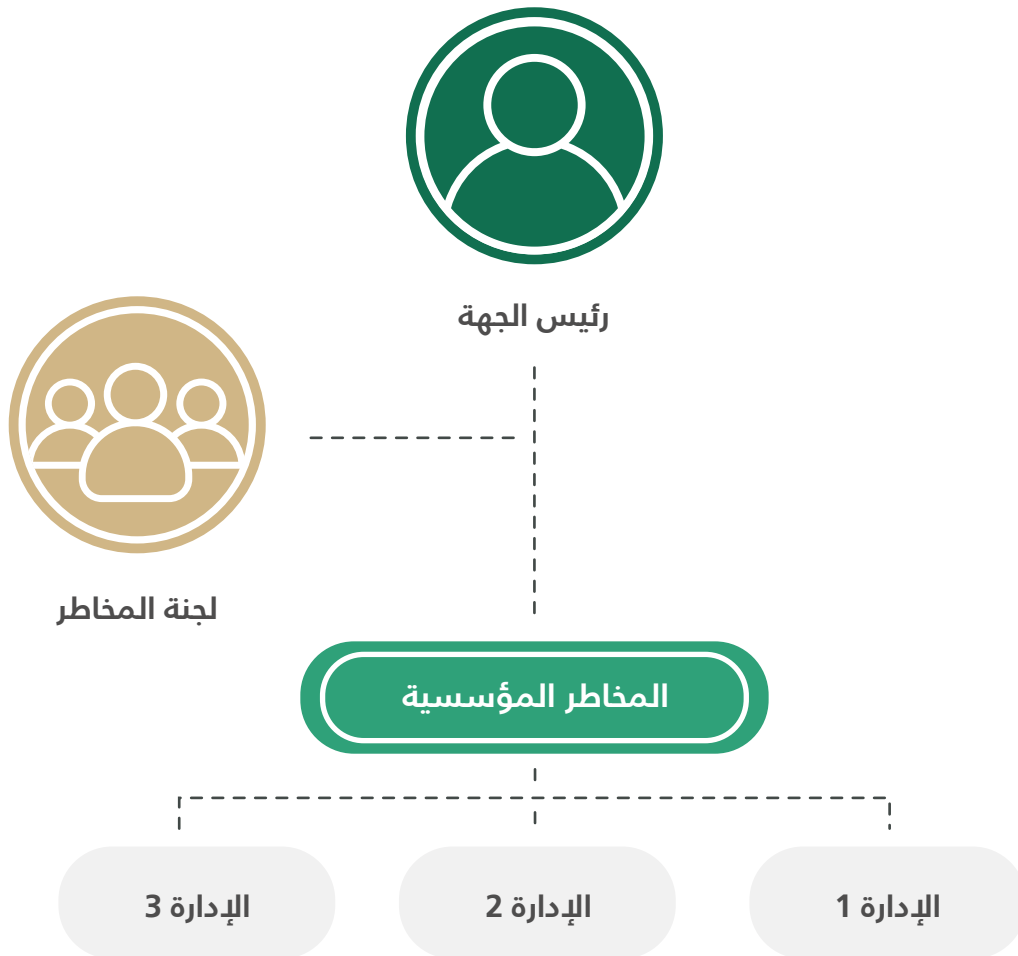 رئيس الجهة
لجنة المخاطر
المخاطر المؤسسية
الإدارة 1
الإدارة 2
الإدارة 3